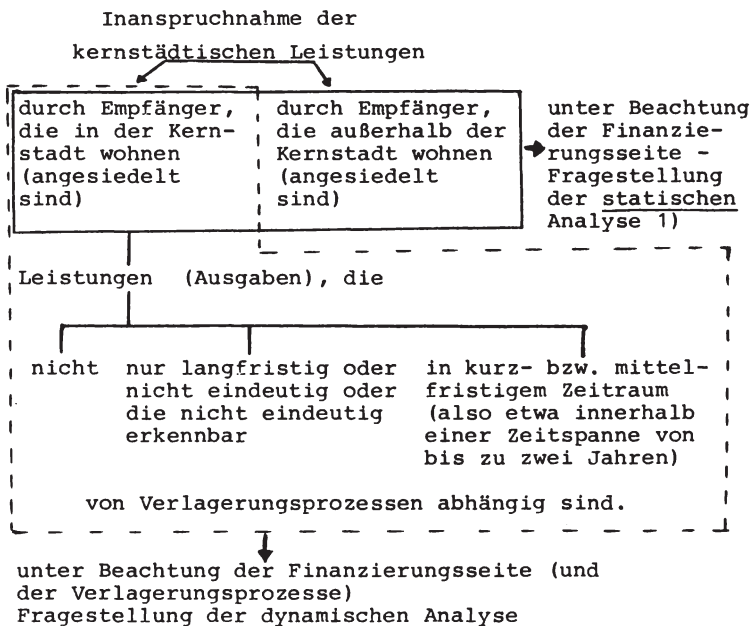 Inanspruchnahme der
kernstädtischen Leistungen
durch Empfänger,
die in der Kern-
stadt wohnen
(angesiedelt
sind)
durch Empfänger,
die außerhalb der
Kernstadt wohnen
(angesiedelt
sind)
unter Beachtung
der Finanzie-
rungsseite -
Fragestellung
der statischen
Analyse 1)
Leistungen (Ausgaben), die
nicht
nur langfristig oder
nicht eindeutig oder
die nicht eindeutig
erkennbar
in kurz- bzw. mittel-
fristigem Zeitraum
(also etwa innerhalb
einer Zeitspanne von
bis zu zwei Jahren)
von Verlagerungsprozessen abhängig sind.
unter Beachtung der Finanzierungsseite (und
der Verlagerungsprozesse)
Fragestellung der dynamischen Analyse